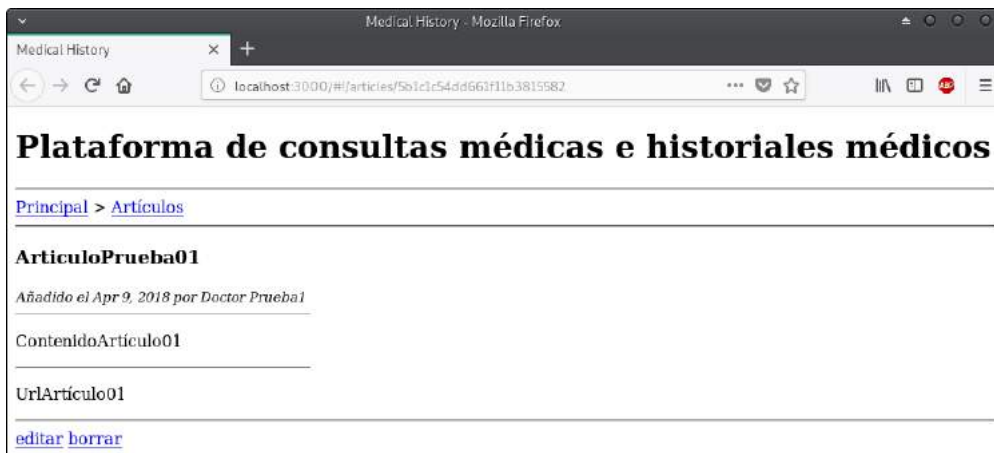 Medical History - Mozilla Firefox
Medical History
localhost:3000/#!/articles/5b1c1c54dd661f11b3815582
ABP
Plataforma de consultas médicas e historiales médicos
Principal > Artículos
ArticuloPrueba01
Añadido el Apr 9, 2018 por Doctor Prueba1
ContenidoArtículo01
UrlArtículo01
editar borrar